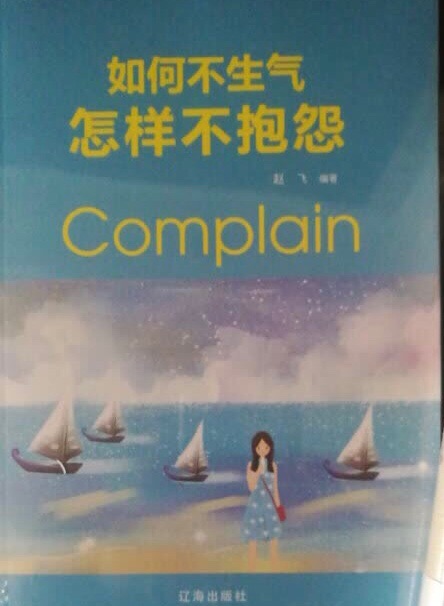 如何不生气
怎样不抱怨
赵 飞 编著
Complain
辽海出版社